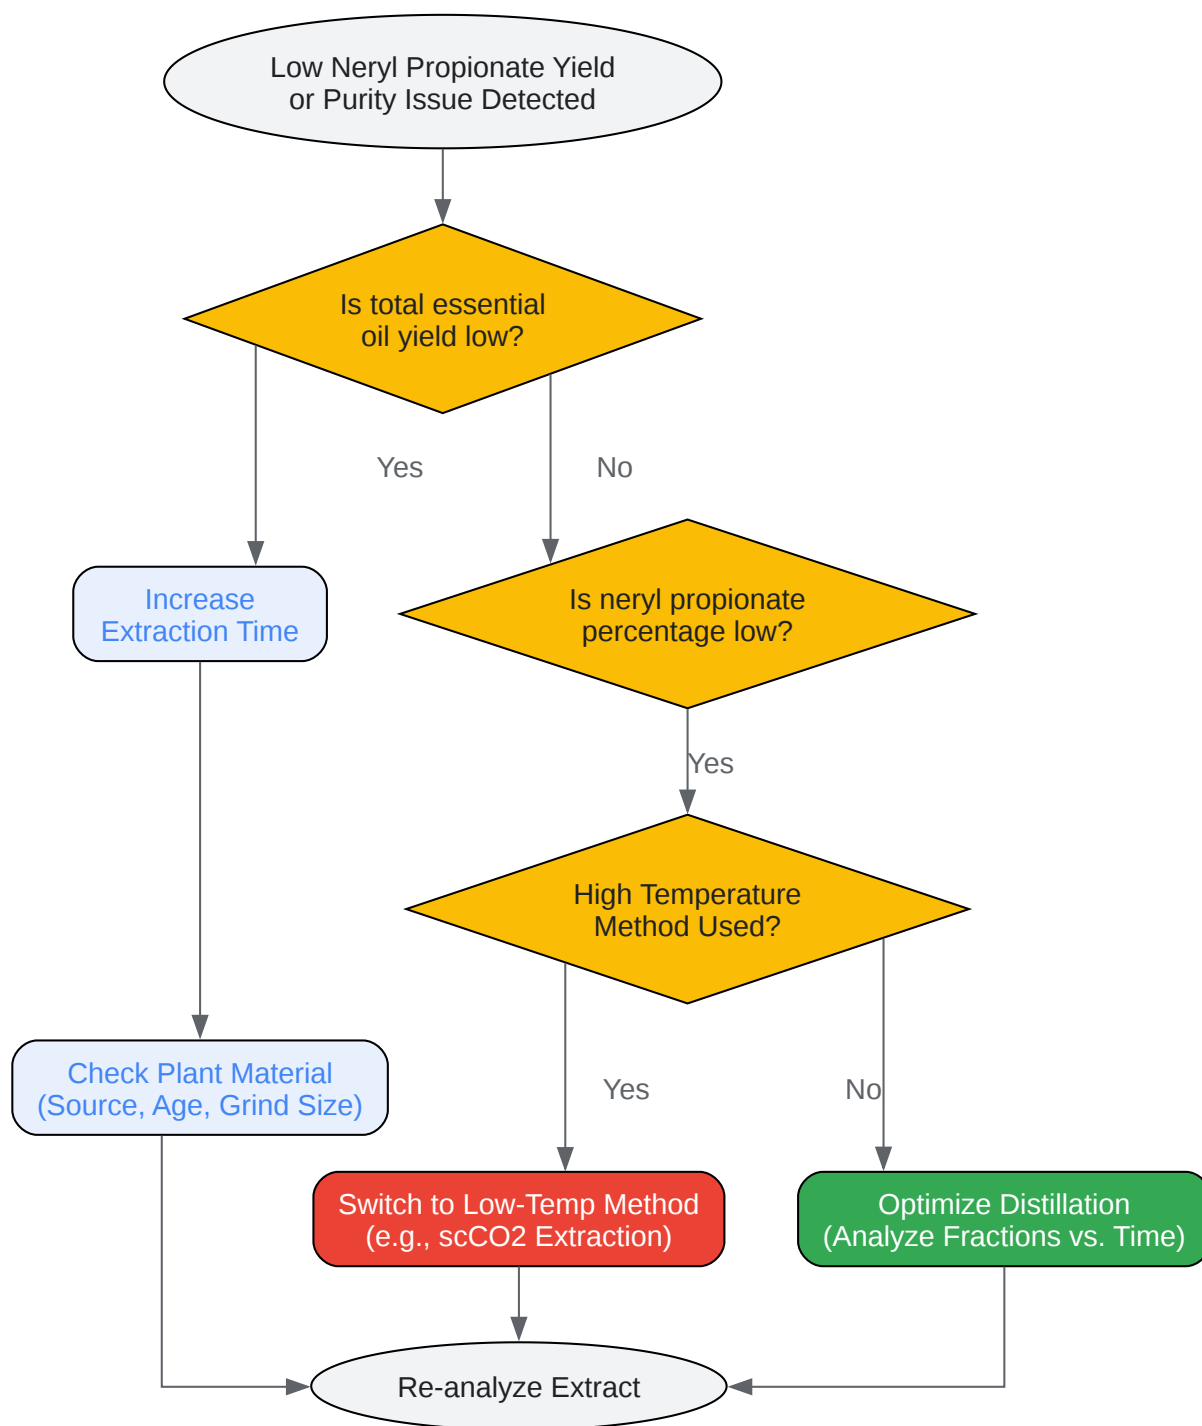 Low Neryl Propionate Yield
or Purity Issue Detected
Is total essential
oil yield low?
Yes
No
Increase
Extraction Time
Is neryl propionate
percentage low?
Yes
High Temperature
Method Used?
Check Plant Material
(Source, Age, Grind Size)
Yes
No
Switch to Low-Temp Method
(e.g., scCO2 Extraction)
Optimize Distillation
(Analyze Fractions vs. Time)
Re-analyze Extract